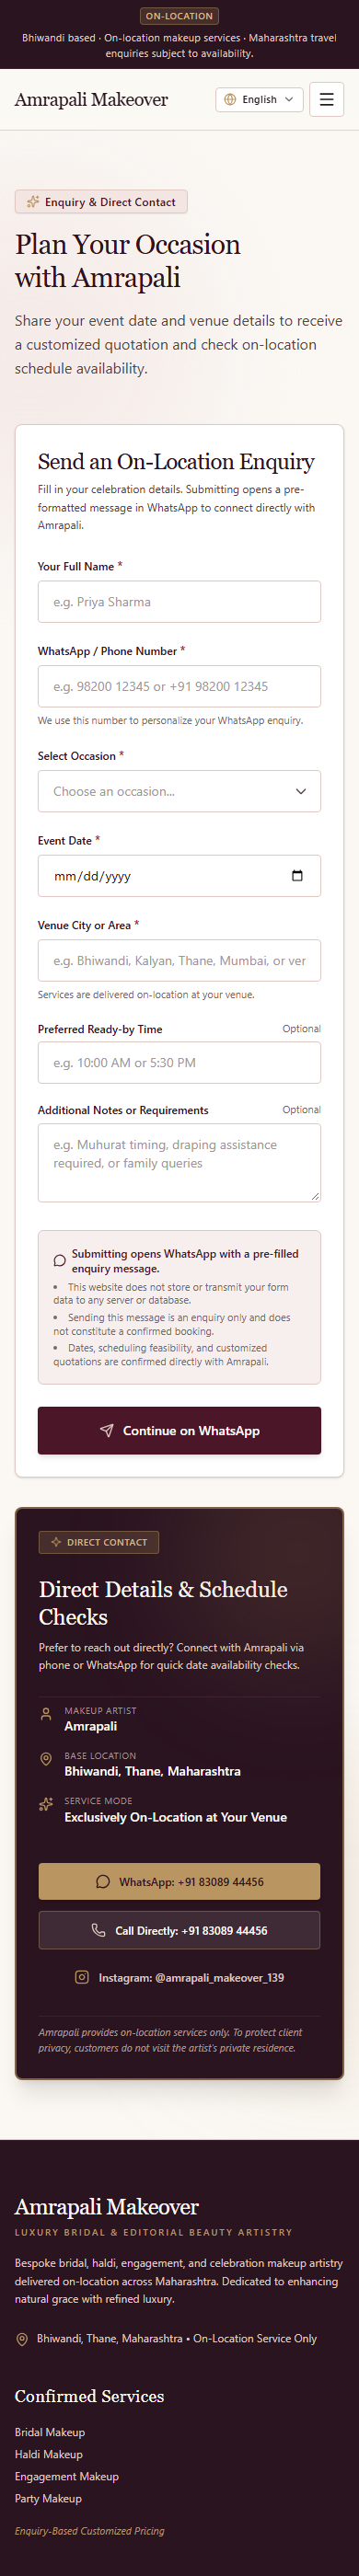 ON-LOCATION
Bhiwandi based · On-location makeup services · Maharashtra travel
enquiries subject to availability.
Amrapali Makeover
English
Enquiry & Direct Contact
Plan Your Occasion
with Amrapali
Share your event date and venue details to receive
a customized quotation and check on-location
schedule availability.
Send an On-Location Enquiry
Fill in your celebration details. Submitting opens a pre-
formatted message in WhatsApp to connect directly with
Amrapali.
Your Full Name *
e.g. Priya Sharma
WhatsApp / Phone Number *
e.g. 98200 12345 or +91 98200 12345
We use this number to personalize your WhatsApp enquiry.
Select Occasion *
Choose an occasion...
Event Date *
mm/dd/yyyy
Venue City or Area *
e.g. Bhiwandi, Kalyan, Thane, Mumbai, or ver
Services are delivered on-location at your venue.
Preferred Ready-by Time Optional
e.g. 10:00 AM or 5:30 PM
Additional Notes or Requirements Optional
e.g. Muhurat timing, draping assistance
required, or family queries
Submitting opens WhatsApp with a pre-filled
enquiry message.
• This website does not store or transmit your form
data to any server or database.
• Sending this message is an enquiry only and does
not constitute a confirmed booking.
• Dates, scheduling feasibility, and customized
quotations are confirmed directly with Amrapali.
Continue on WhatsApp
DIRECT CONTACT
Direct Details & Schedule
Checks
Prefer to reach out directly? Connect with Amrapali via
phone or WhatsApp for quick date availability checks.
MAKEUP ARTIST
Amrapali
BASE LOCATION
Bhiwandi, Thane, Maharashtra
SERVICE MODE
Exclusively On-Location at Your Venue
WhatsApp: +91 83089 44456
Call Directly: +91 83089 44456
Instagram: @amrapali_makeover_139
Amrapali provides on-location services only. To protect client
privacy, customers do not visit the artist's private residence.
Amrapali Makeover
LUXURY BRIDAL & EDITORIAL BEAUTY ARTISTRY
Bespoke bridal, haldi, engagement, and celebration makeup artistry
delivered on-location across Maharashtra. Dedicated to enhancing
natural grace with refined luxury.
Bhiwandi, Thane, Maharashtra • On-Location Service Only
Confirmed Services
Bridal Makeup
Haldi Makeup
Engagement Makeup
Party Makeup
Enquiry-Based Customized Pricing